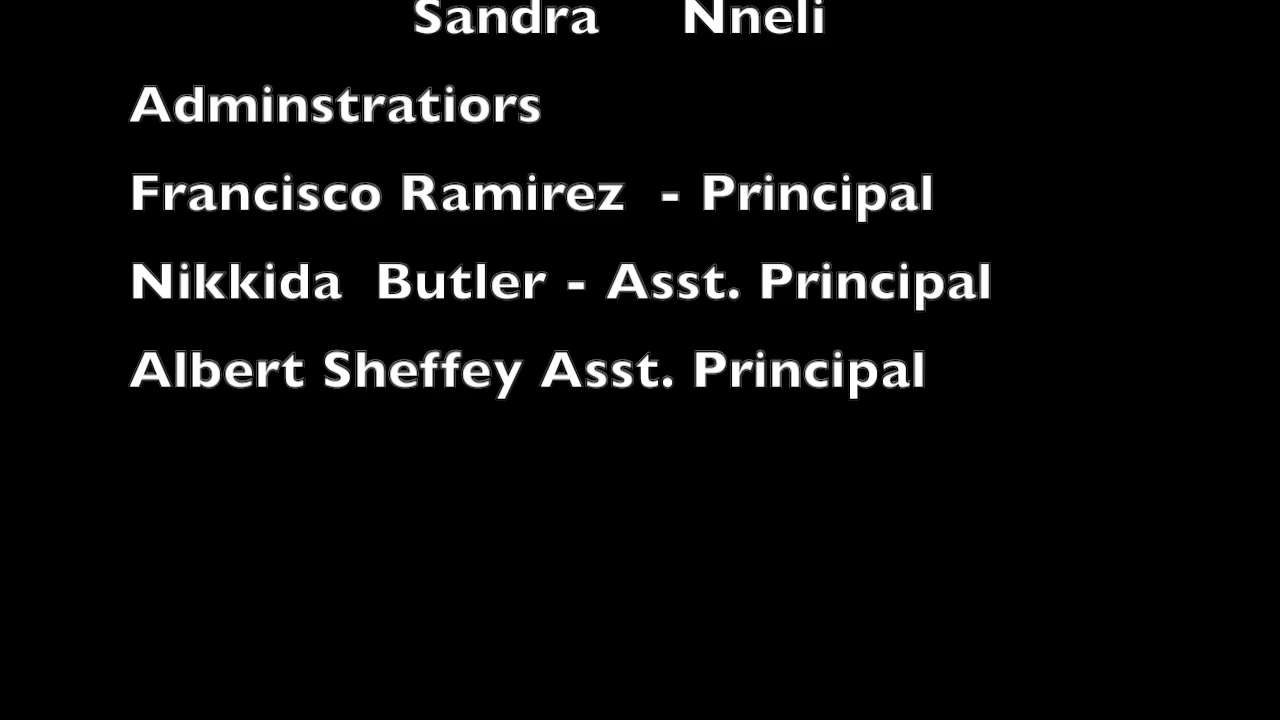 Sandra Nneli
Adminstratiors
Francisco Ramirez - Principal
Nikkida Butler - Asst. Principal
Albert Sheffey Asst. Principal